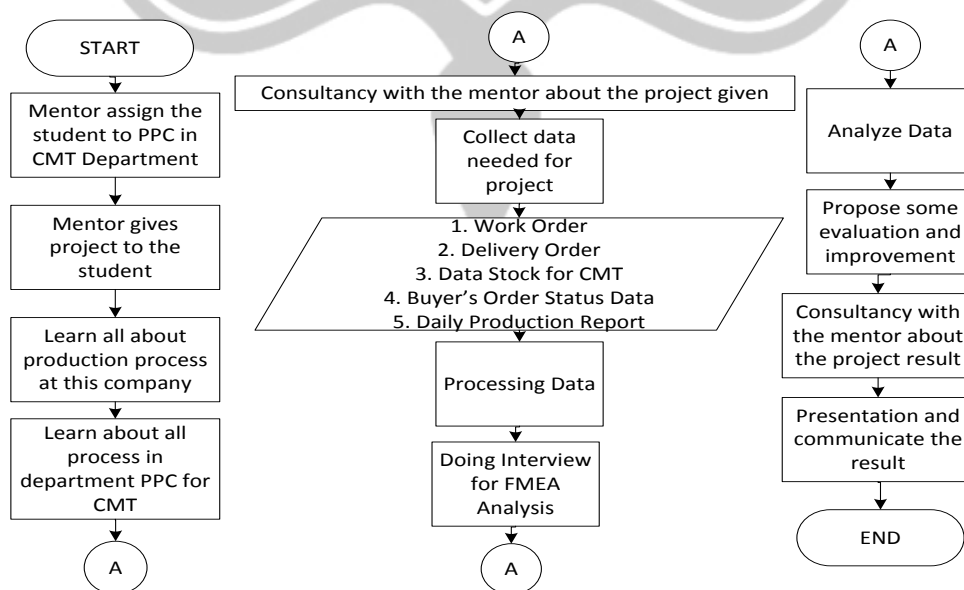 START
Mentor assign the
student to PPC in
CMT Department
Mentor gives
project to the
student
Learn all about
production process
at this company
Learn about all
process in
department PPC for
CMT
A
A
Consultancy with the mentor about the project given
Collect data
needed for
project
1. Work Order
2. Delivery Order
3. Data Stock for CMT
4. Buyer’s Order Status Data
5. Daily Production Report
Processing Data
Doing Interview
for FMEA
Analysis
A
A
Analyze Data
Propose some
evaluation and
improvement
Consultancy with
the mentor about
the project result
Presentation and
communicate the
result
END